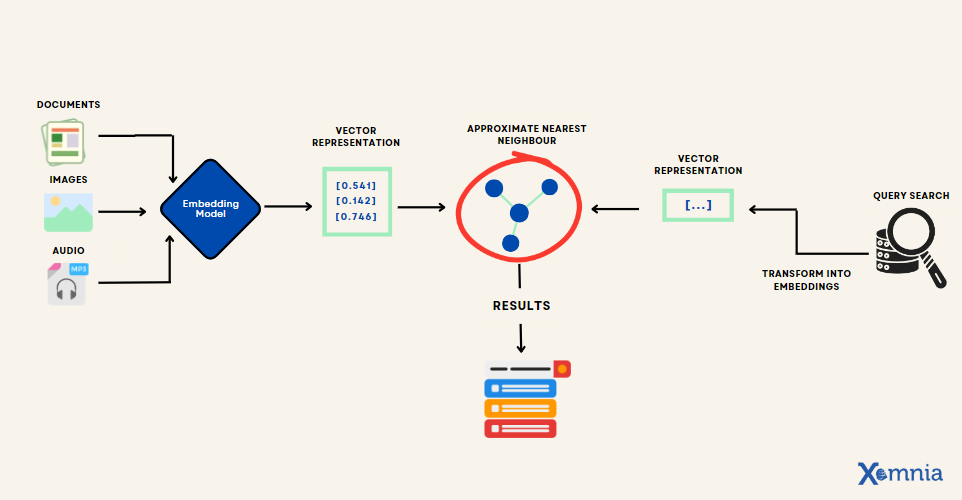 DOCUMENTS
IMAGES
AUDIO
MP3
Embedding
Model
VECTOR
REPRESENTATION
[0.541]
[0.142]
[0.746]
APPROXIMATE NEAREST
NEIGHBOUR
RESULTS
VECTOR
REPRESENTATION
[...]
QUERY SEARCH
TRANSFORM INTO
EMBEDDINGS
Xomnia